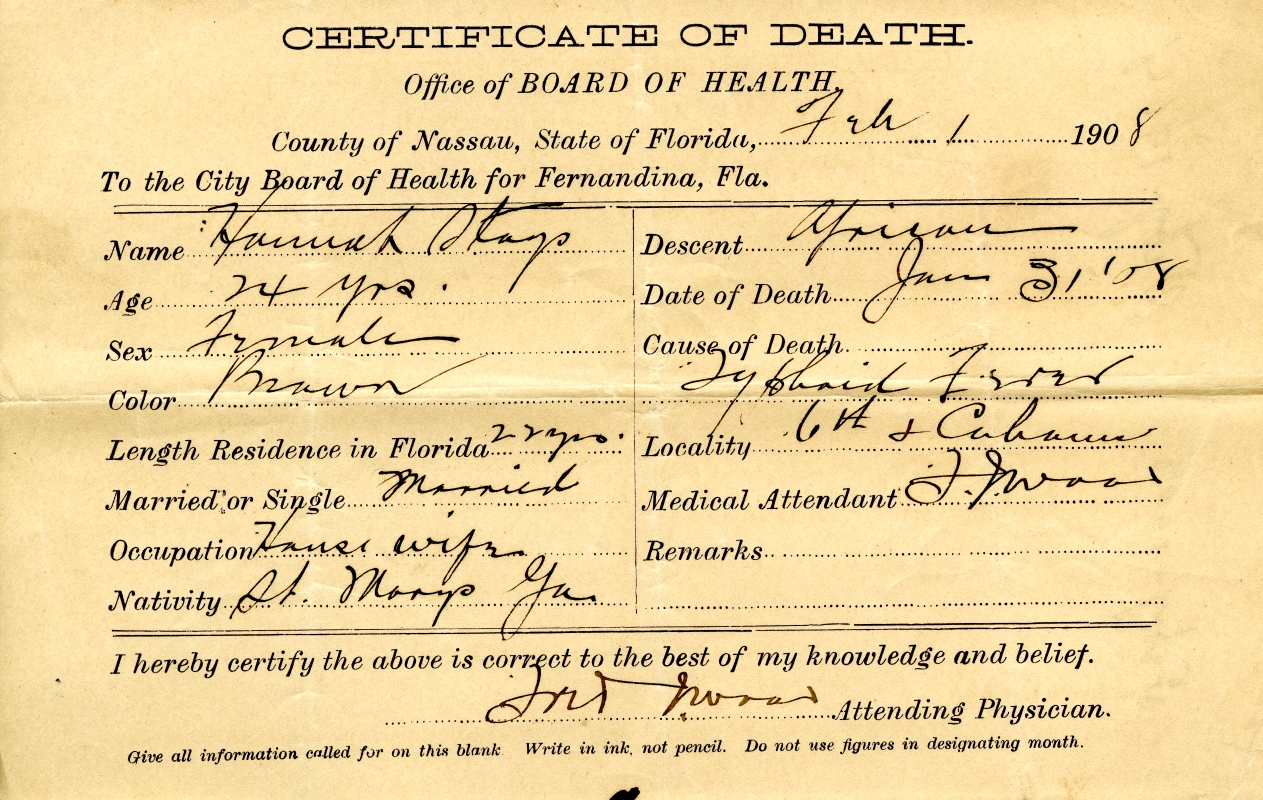 CERTIFICATE OF DEATH.
Office of BOARD OF HEALTH,
County of Nassau, State of Florida, Feb 1 1908
To the City Board of Health for Fernandina, Fla.
Name Hannah Stays
Age 24 yrs.
Sex Female
Color Brown
Length Residence in Florida 22 yrs.
Married or Single Married
Occupation House wife
Nativity St. Marys Ga.
Descent African
Date of Death Jan 31, '08
Cause of Death
Typhoid Fever
Locality 6th &
Medical Attendant
Remarks
I hereby certify the above is correct to the best of my knowledge and belief.
Attending Physician.
Give all information called for on this blank. Write in ink, not pencil. Do not use figures in designating month.